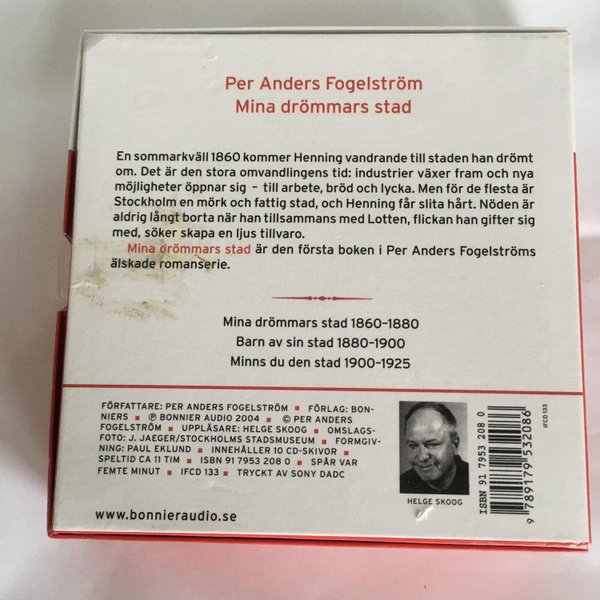 Per Anders Fogelström
Mina drömmars stad
En sommarkväll 1860 kommer Henning vandrande till staden han drömt
om. Det är den stora omvandlingens tid: industrier växer fram och nya
möjligheter öppnar sig – till arbete, bröd och lycka. Men för de flesta är
Stockholm en mörk och fattig stad, och Henning får slita hårt. Nöden är
aldrig långt borta när han tillsammans med Lotten, flickan han gifter sig
med, söker skapa en ljus tillvaro.
Mina drömmars stad är den första boken i Per Anders Fogelströms
älskade romanserie.
Mina drömmars stad 1860–1880
Barn av sin stad 1880–1900
Minns du den stad 1900–1925
FÖRFATTARE: PER ANDERS FOGELSTRÖM ▪ FÖRLAG: BON-
NIERS ▪ ℗ BONNIER AUDIO 2004 ▪ © PER ANDERS
FOGELSTRÖM ▪ UPPLÄSARE: HELGE SKOOG ▪ OMSLAGS-
FOTO: J. JAEGER/STOCKHOLMS STADSMUSEUM ▪ FORMGIV-
NING: PAUL EKLUND ▪ INNEHÅLLER 10 CD-SKIVOR ▪
SPELTID CA 11 TIM ▪ ISBN 91 7953 208 0 ▪ SPÅR VAR
FEMTE MINUT ▪ IFCD 133 ▪ TRYCKT AV SONY DADC
www.bonnieraudio.se
HELGE SKOOG
ISBN 91 7953 208 0
9 789179 532086
IFCD 133